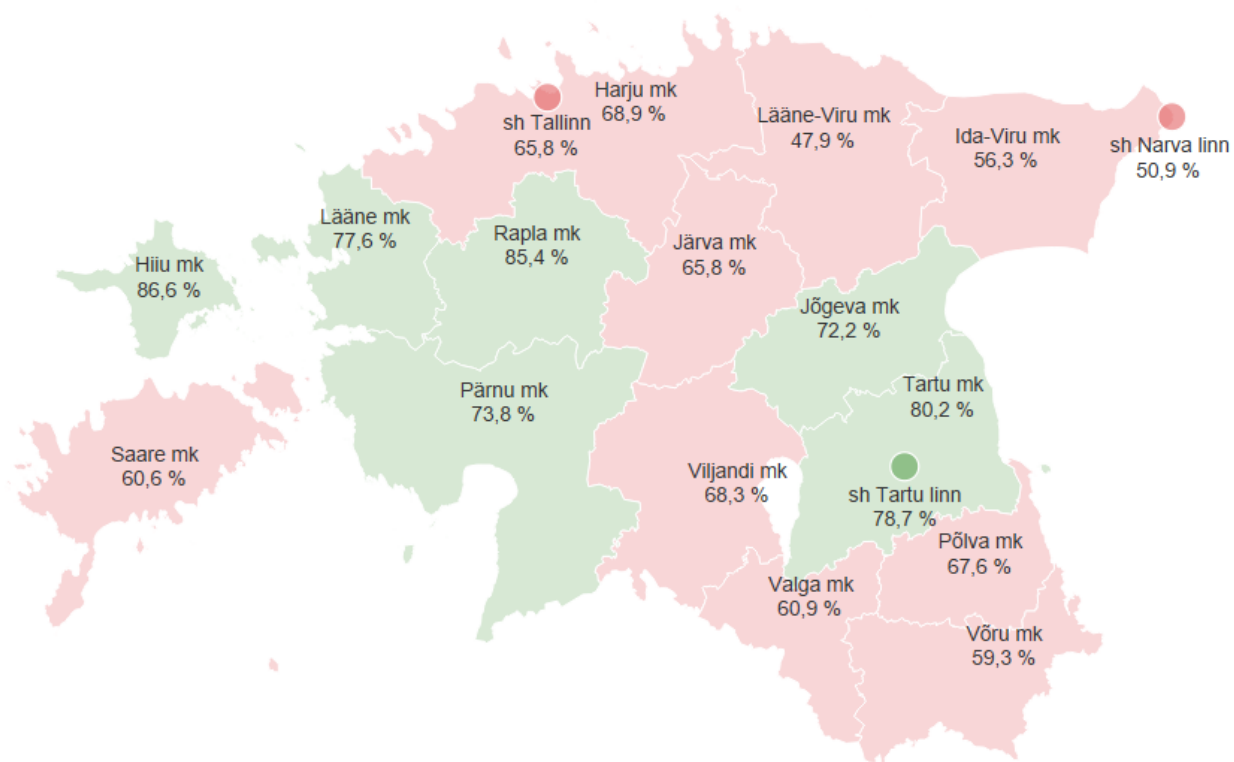 Harju mk
68,9 %
sh Tallinn
65,8 %
Lääne-Viru mk
47,9 %
Ida-Viru mk
56,3 %
sh Narva linn
50,9 %
Lääne mk
77,6 %
Rapla mk
85,4 %
Järva mk
65,8 %
Hiiu mk
86,6 %
Jõgeva mk
72,2 %
Pärnu mk
73,8 %
Tartu mk
80,2 %
Saare mk
60,6 %
Viljandi mk
68,3 %
sh Tartu linn
78,7 %
Põlva mk
67,6 %
Valga mk
60,9 %
Võru mk
59,3 %